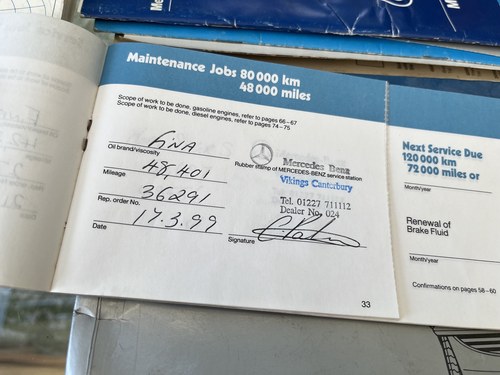 Maintenance Jobs 80 000 km
48 000 miles
Scope of work to be done, gasoline engines, refer to pages 66–67
Scope of work to be done, diesel engines, refer to pages 74–75
FINA
Oil brand/viscosity
48,401
Mileage
36291
Rep. order No.
17.3.99
Date
Mercedes Benz
Rubber stamp of MERCEDES-BENZ service station
Vikings Canterbury
Tel. 01227 711112
Dealer No. 024
Signature
33
Next Service Due
120 000 km
72 000 miles or
Month/year
Renewal of
Brake Fluid
Month/year
Confirmations on pages 58–60